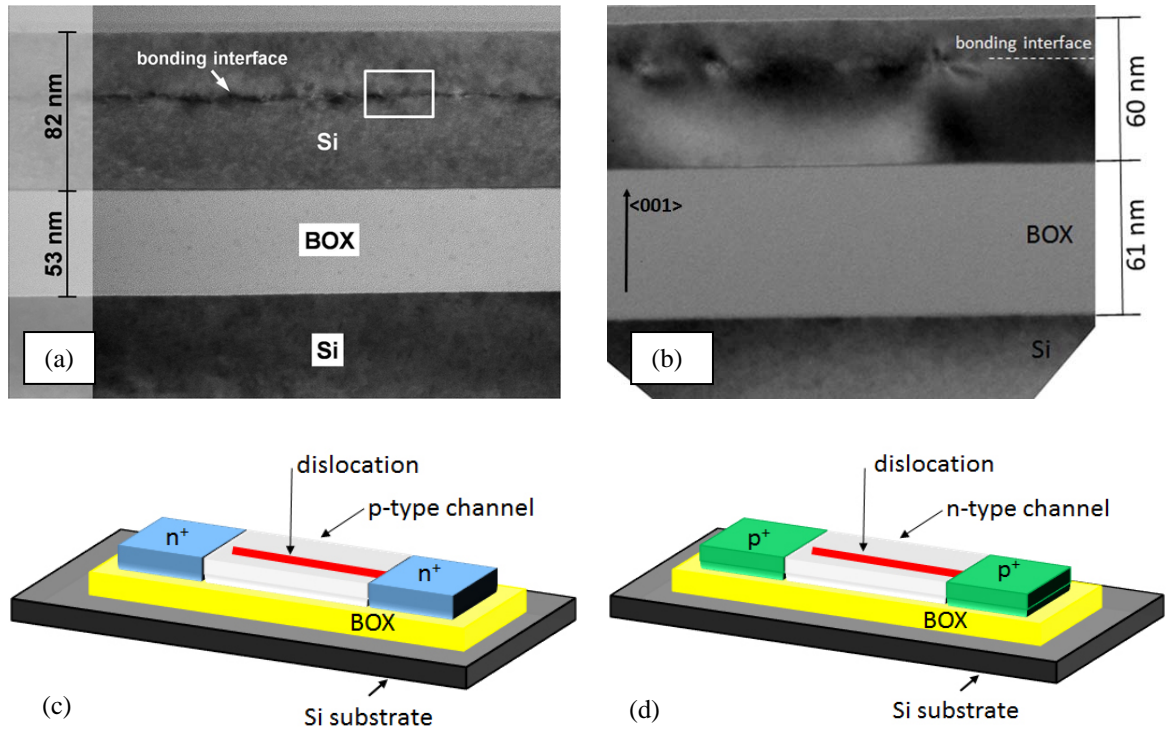 bonding interface
82 nm
Si
53 nm
BOX
Si
(a)
bonding interface
60 nm
<001>
BOX
61 nm
Si
(b)
dislocation
p-type channel
n+
n+
BOX
Si substrate
(c)
dislocation
n-type channel
p+
p+
BOX
Si substrate
(d)